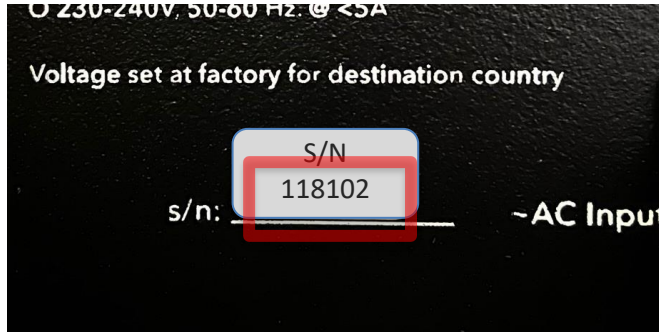 O 230-240V, 50-60 Hz. @ <5A
Voltage set at factory for destination country
S/N
118102
s/n:
~AC Input